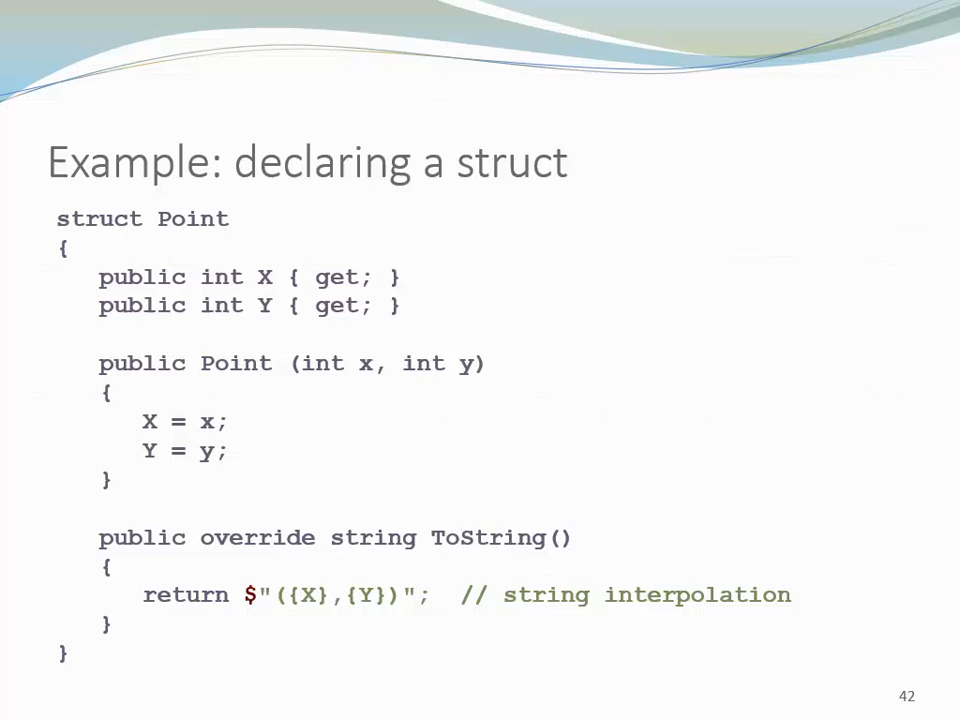 Example: declaring a struct
struct Point
{
   public int X { get; }
   public int Y { get; }

   public Point (int x, int y)
   {
      X = x;
      Y = y;
   }

   public override string ToString()
   {
      return $"({X},{Y})";  // string interpolation
   }
}
42